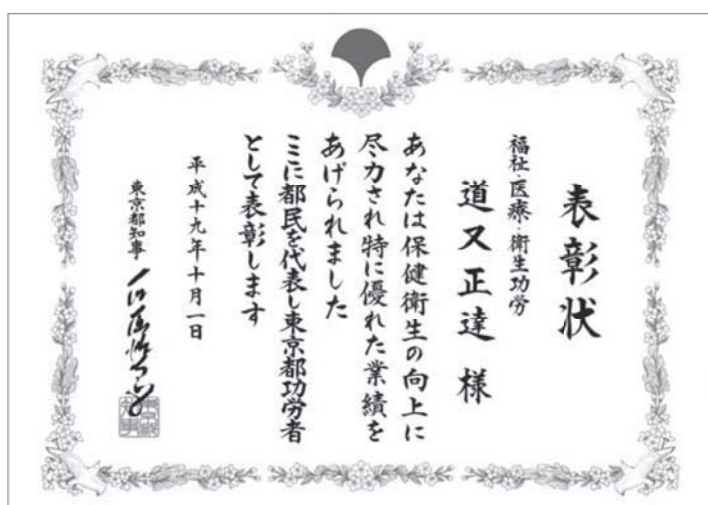 表彰状
福祉・医療・衛生功労
道又正達 様
あなたは保健衛生の向上に
尽力され特に優れた業績を
あげられました
ここに都民を代表し東京都功労者
として表彰します
平成十九年十月一日
東京都知事